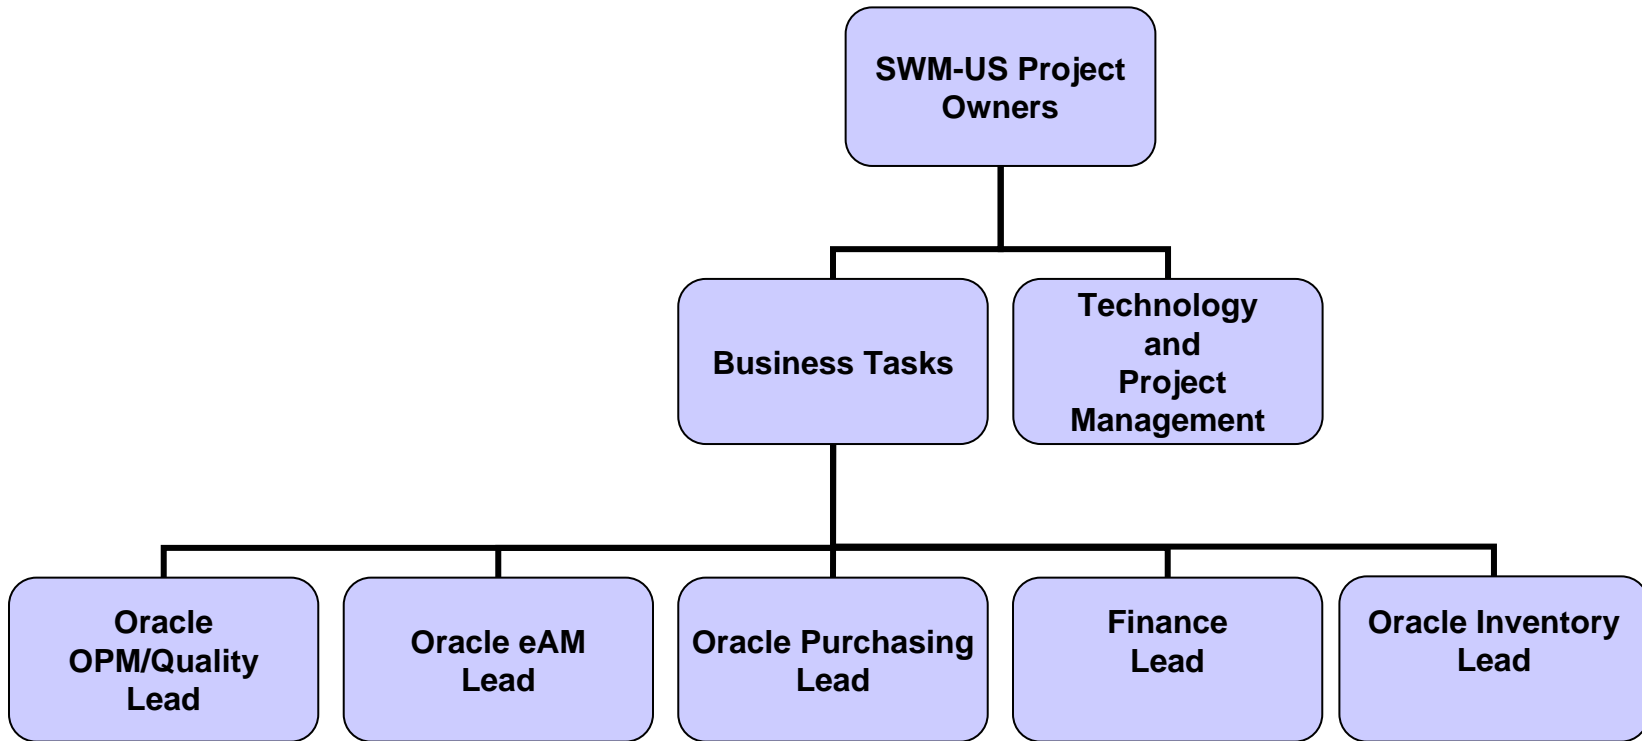 SWM-US Project
Owners
Business Tasks
Technology
and
Project
Management
Oracle
OPM/Quality
Lead
Oracle eAM
Lead
Oracle Purchasing
Lead
Finance
Lead
Oracle Inventory
Lead